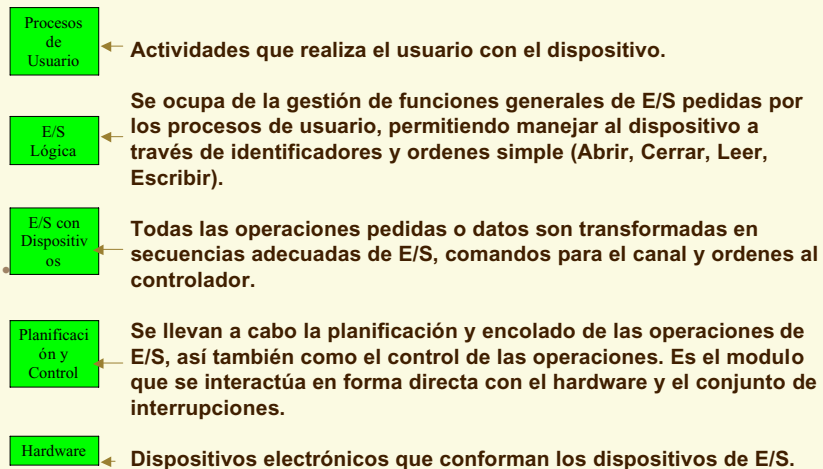 Procesos
de
Usuario
Actividades que realiza el usuario con el dispositivo.
E/S
Lógica
Se ocupa de la gestión de funciones generales de E/S pedidas por
los procesos de usuario, permitiendo manejar al dispositivo a
través de identificadores y ordenes simple (Abrir, Cerrar, Leer,
Escribir).
E/S con
Dispositiv
os
Todas las operaciones pedidas o datos son transformadas en
secuencias adecuadas de E/S, comandos para el canal y ordenes al
controlador.
Planificaci
ón y
Control
Se llevan a cabo la planificación y encolado de las operaciones de
E/S, así también como el control de las operaciones. Es el modulo
que se interactúa en forma directa con el hardware y el conjunto de
interrupciones.
Hardware
Dispositivos electrónicos que conforman los dispositivos de E/S.